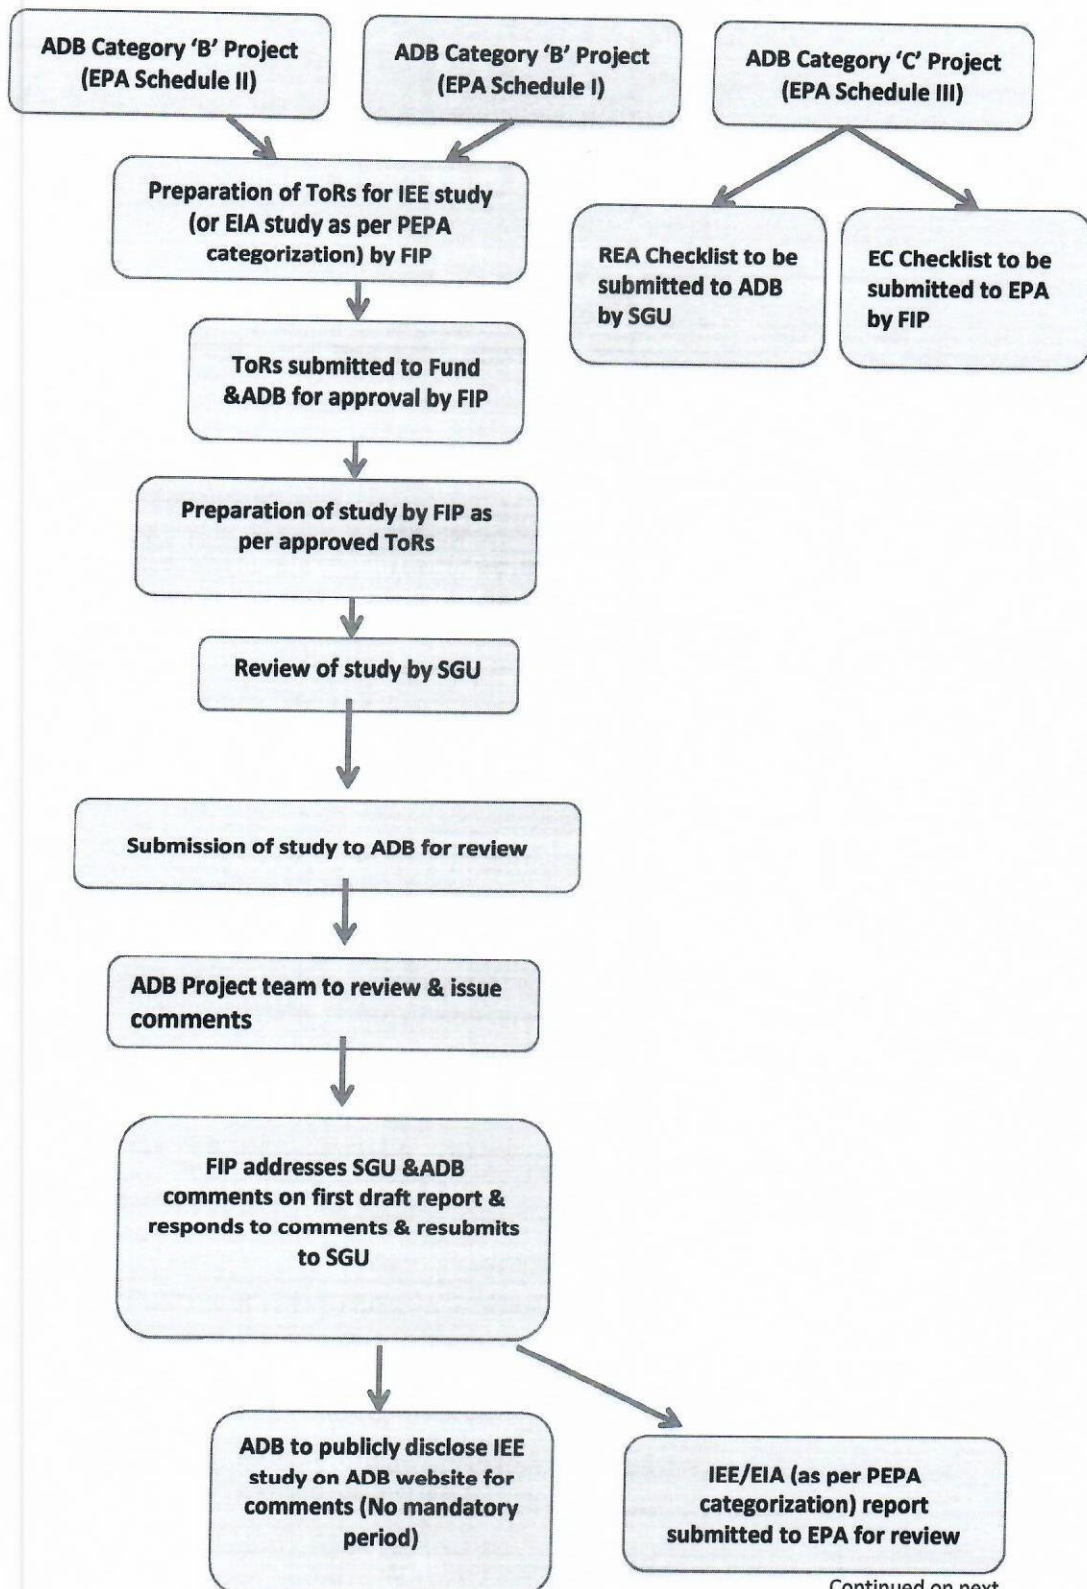 ADB Category ‘B’ Project
(EPA Schedule II)
ADB Category ‘B’ Project
(EPA Schedule I)
ADB Category ‘C’ Project
(EPA Schedule III)
Preparation of ToRs for IEE study
(or EIA study as per PEPA
categorization) by FIP
REA Checklist to be
submitted to ADB
by SGU
EC Checklist to be
submitted to EPA
by FIP
ToRs submitted to Fund
&ADB for approval by FIP
Preparation of study by FIP as
per approved ToRs
Review of study by SGU
Submission of study to ADB for review
ADB Project team to review & issue
comments
FIP addresses SGU &ADB
comments on first draft report &
responds to comments & resubmits
to SGU
ADB to publicly disclose IEE
study on ADB website for
comments (No mandatory
period)
IEE/EIA (as per PEPA
categorization) report
submitted to EPA for review
Continued on next